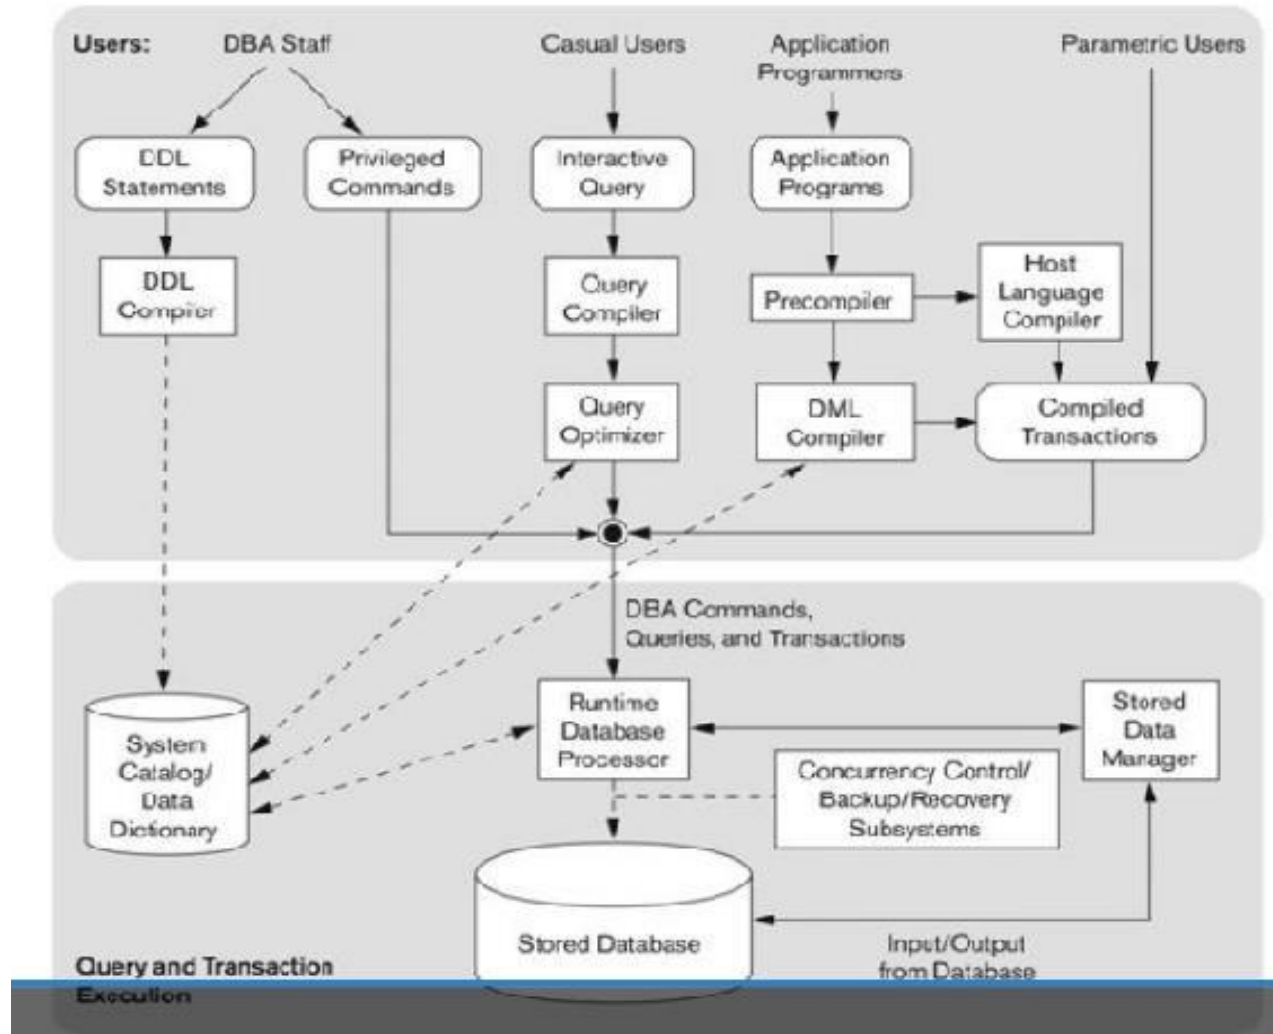 Users:
DBA Staff
Casual Users
Application
Programmers
Parametric Users
DDL
Statements
Privileged
Commands
Interactive
Query
Application
Programs
DDL
Compiler
Query
Compiler
Precompiler
Host
Language
Compiler
Query
Optimizer
DML
Compiler
Compiled
Transactions
DBA Commands,
Queries, and Transactions
System
Catalog/
Data
Dictionary
Runtime
Database
Processor
Stored
Data
Manager
Concurrency Control/
Backup/Recovery
Subsystems
Stored Database
Input/Output
from Database
Query and Transaction
Execution